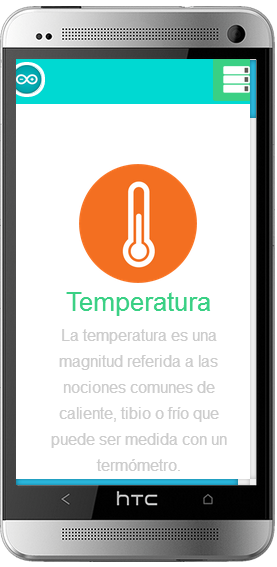 Temperatura
La temperatura es una
magnitud referida a las
nociones comunes de
caliente, tibio o frío que
puede ser medida con un
termómetro.
hTC